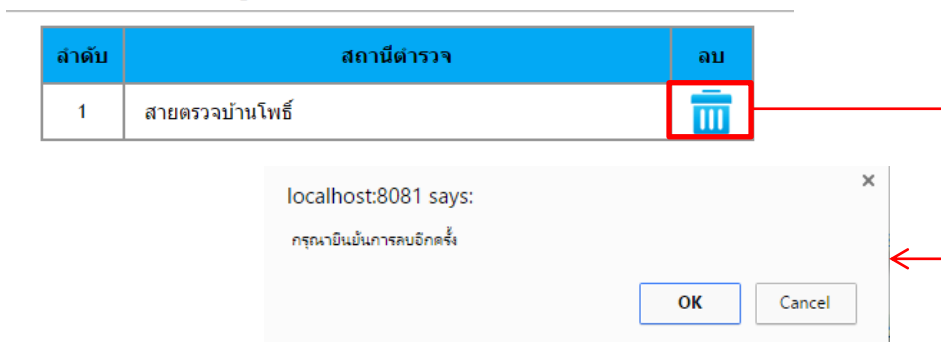 ลำดับ สถานีตำรวจ ลบ
1 สายตรวจบ้านโพธิ์
localhost:8081 says:
กรุณายืนยันการลบอีกครั้ง
OK Cancel